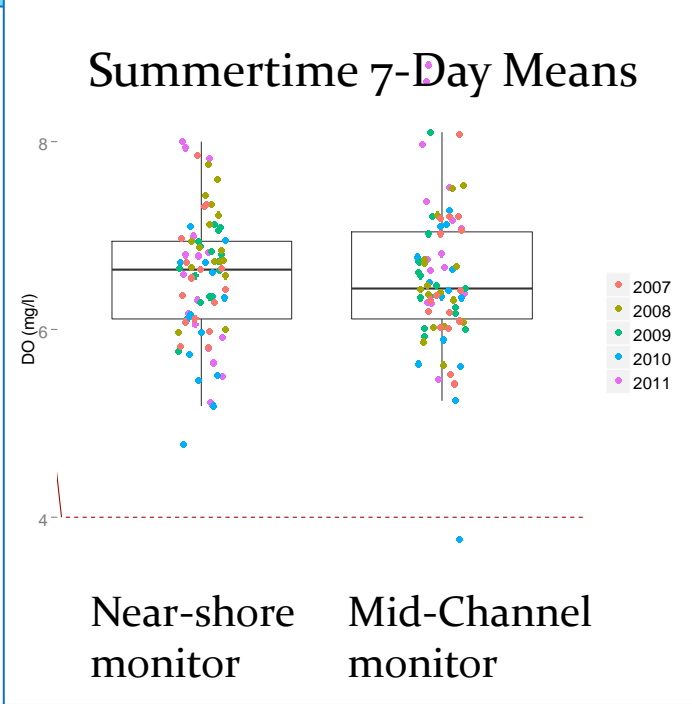 Summertime 7-Day Means
8
6
4
DO (mg/l)
2007
2008
2009
2010
2011
Near-shore
monitor
Mid-Channel
monitor